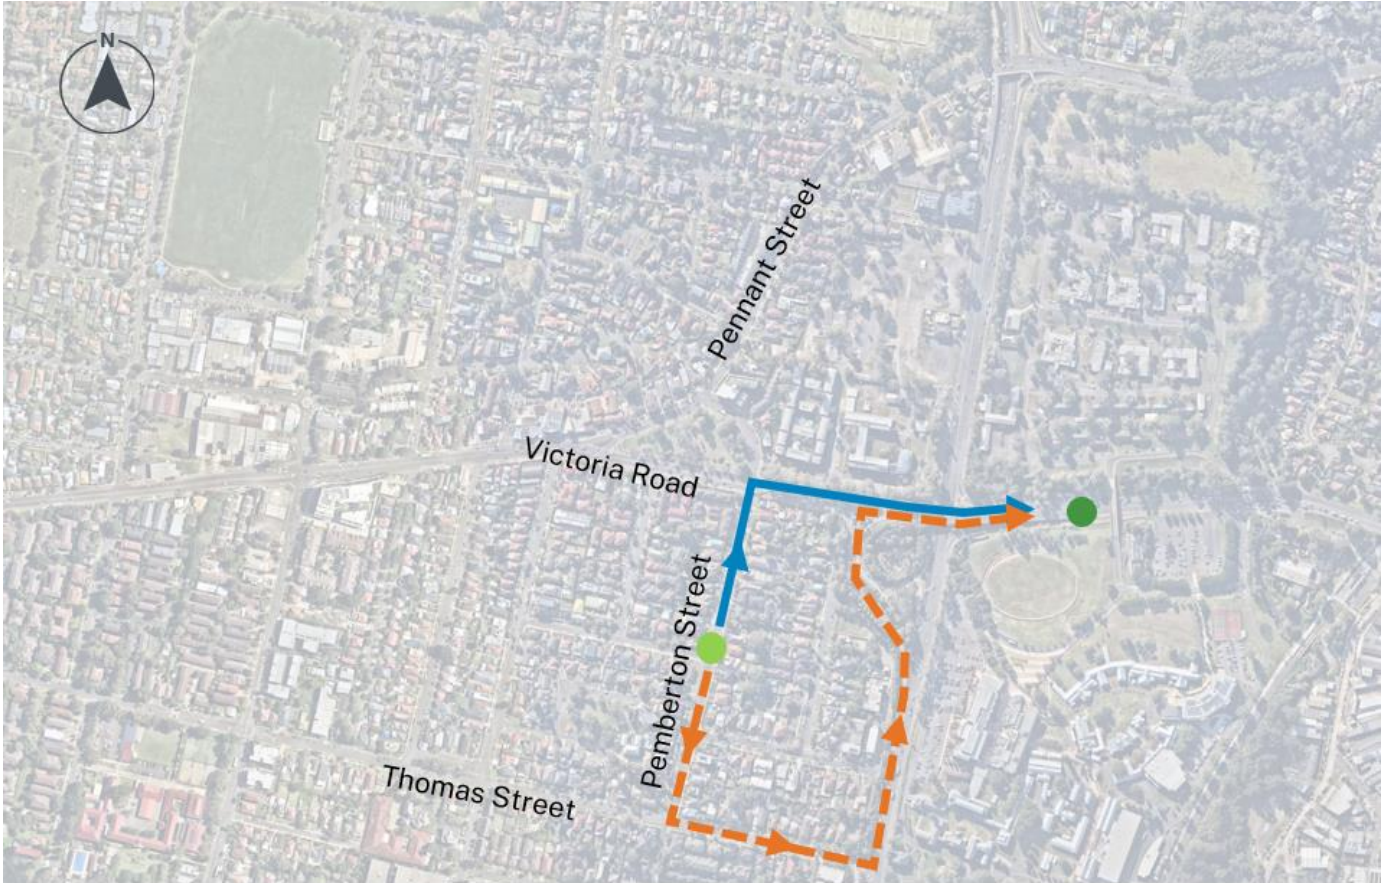 N
Pennant Street
Victoria Road
Pemberton Street
Thomas Street